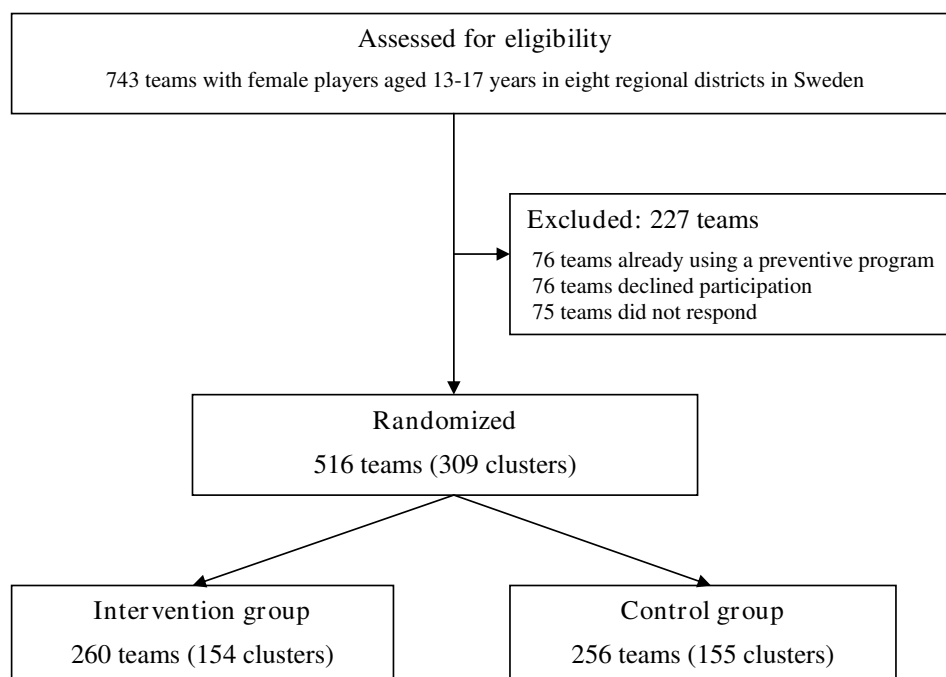 Assessed for eligibility
743 teams with female players aged 13-17 years in eight regional districts in Sweden
Excluded: 227 teams
76 teams already using a preventive program
76 teams declined participation
75 teams did not respond
Randomized
516 teams (309 clusters)
Intervention group
260 teams (154 clusters)
Control group
256 teams (155 clusters)